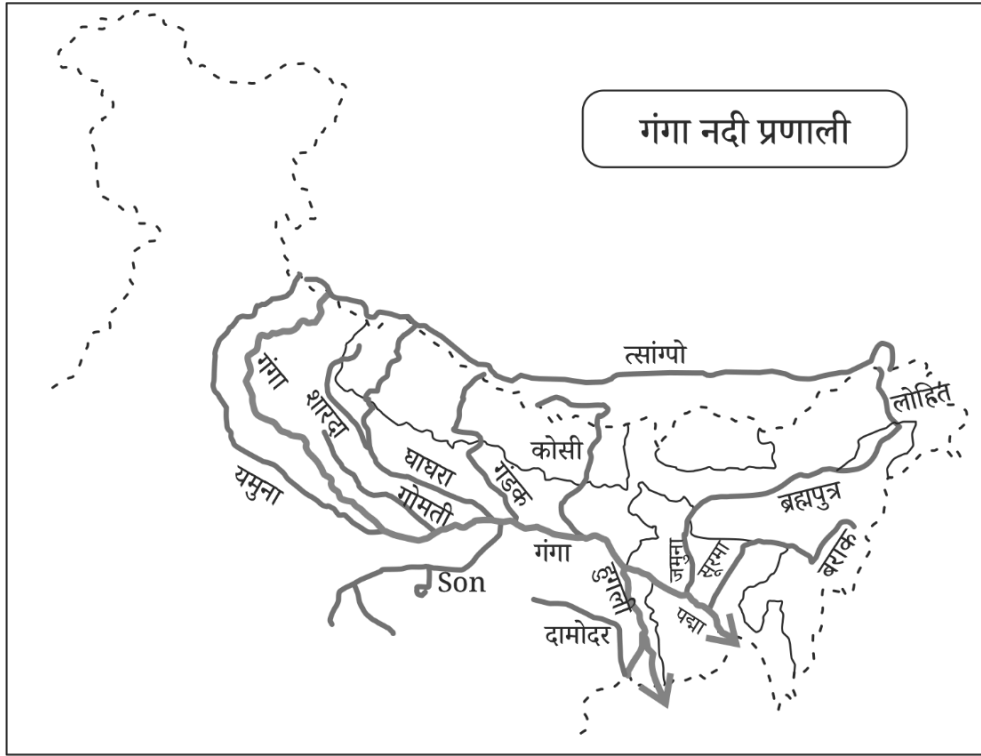 गंगा नदी प्रणाली
त्सांग्पो
लोहित
गंगा
शारदा
कोसी
घाघरा
गंडक
यमुना
गोमती
ब्रह्मपुत्र
गंगा
जमुना
सूरमा
बराक
Son
हुगली
पद्मा
दामोदर